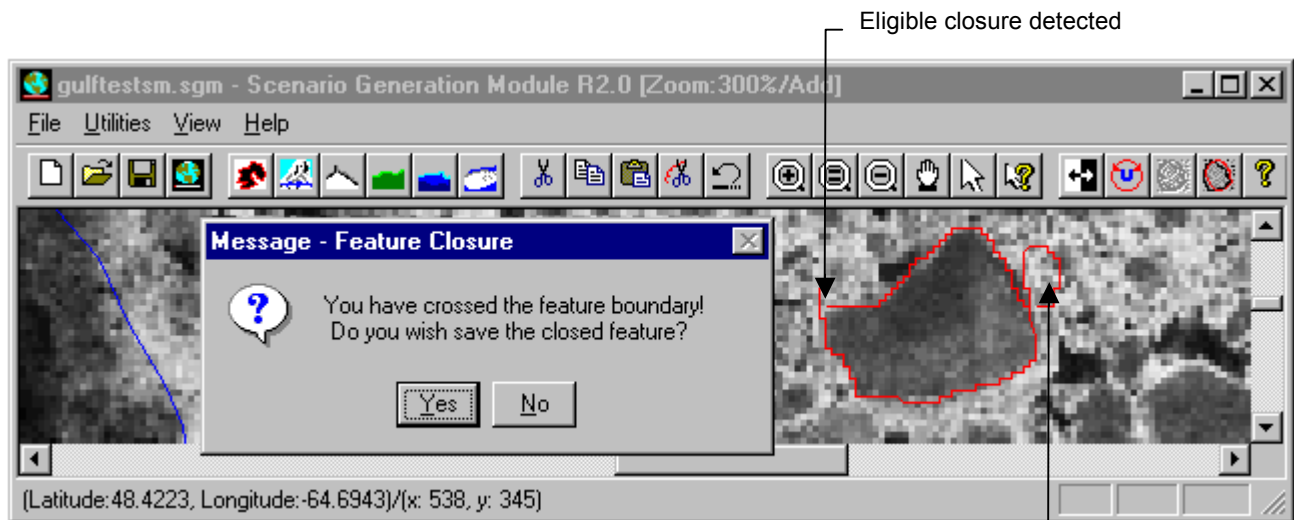 Eligible closure detected
gulftestsm.sgm - Scenario Generation Module R2.0 [Zoom:300%/Add]
File Utilities View Help
Message - Feature Closure
You have crossed the feature boundary!
Do you wish save the closed feature?
Yes No
(Latitude:48.4223, Longitude:-64.6943)/(x: 538, y: 345)